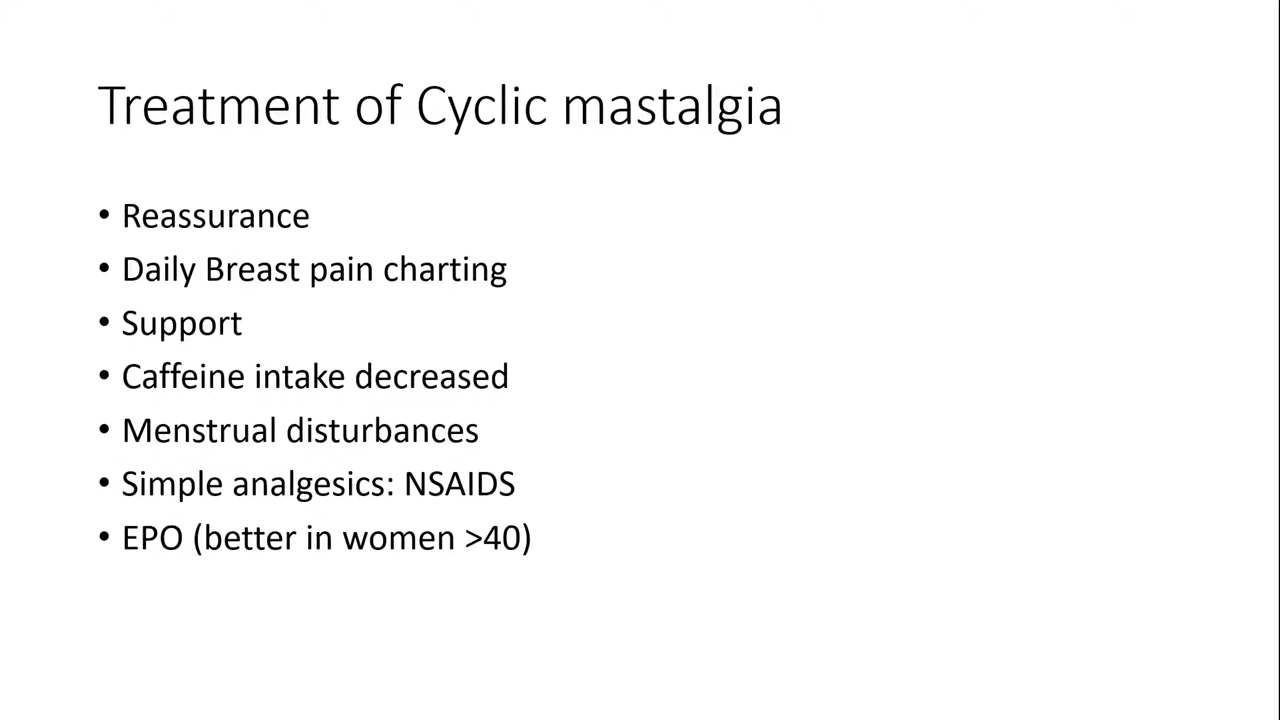 Treatment of Cyclic mastalgia
• Reassurance
• Daily Breast pain charting
• Support
• Caffeine intake decreased
• Menstrual disturbances
• Simple analgesics: NSAIDS
• EPO (better in women >40)